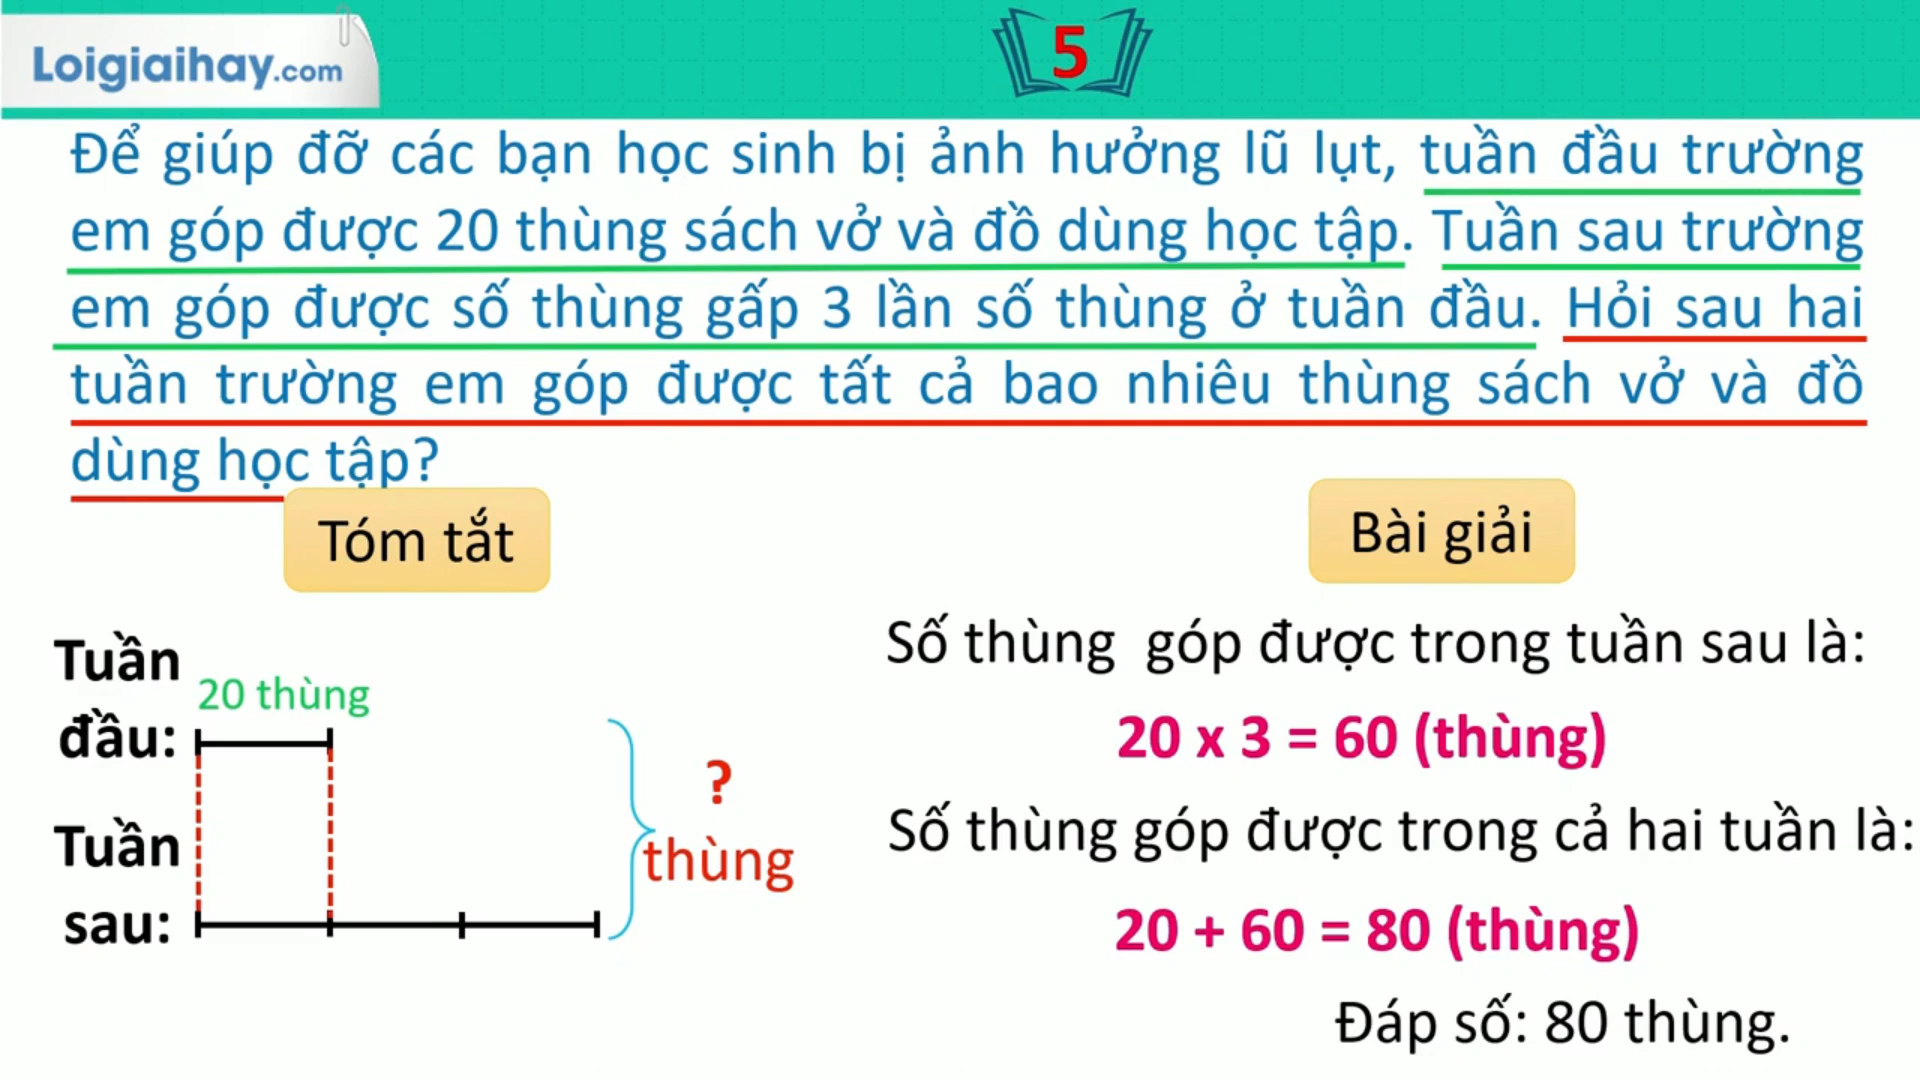 Loigiaihay.com
5
Để giúp đỡ các bạn học sinh bị ảnh hưởng lũ lụt, tuần đầu trường
em góp được 20 thùng sách vở và đồ dùng học tập. Tuần sau trường
em góp được số thùng gấp 3 lần số thùng ở tuần đầu. Hỏi sau hai
tuần trường em góp được tất cả bao nhiêu thùng sách vở và đồ
dùng học tập?
Tóm tắt
Tuần
đầu:
20 thùng
Tuần
sau:
?
thùng
Bài giải
Số thùng góp được trong tuần sau là:
20 x 3 = 60 (thùng)
Số thùng góp được trong cả hai tuần là:
20 + 60 = 80 (thùng)
Đáp số: 80 thùng.